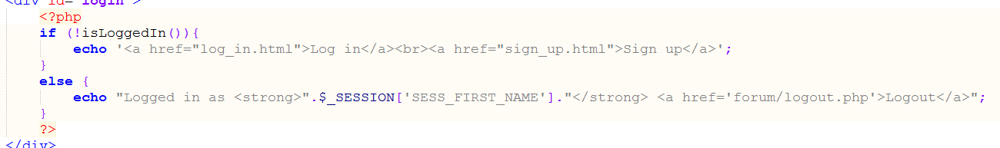 <div id="login">
<?php
if (!isLoggedIn()){
echo '<a href="log_in.html">Log in</a><br><a href="sign_up.html">Sign up</a>';
}
else {
echo "Logged in as <strong>".$_SESSION['SESS_FIRST_NAME']."</strong> <a href='forum/logout.php'>Logout</a>";
}
?>
</div>